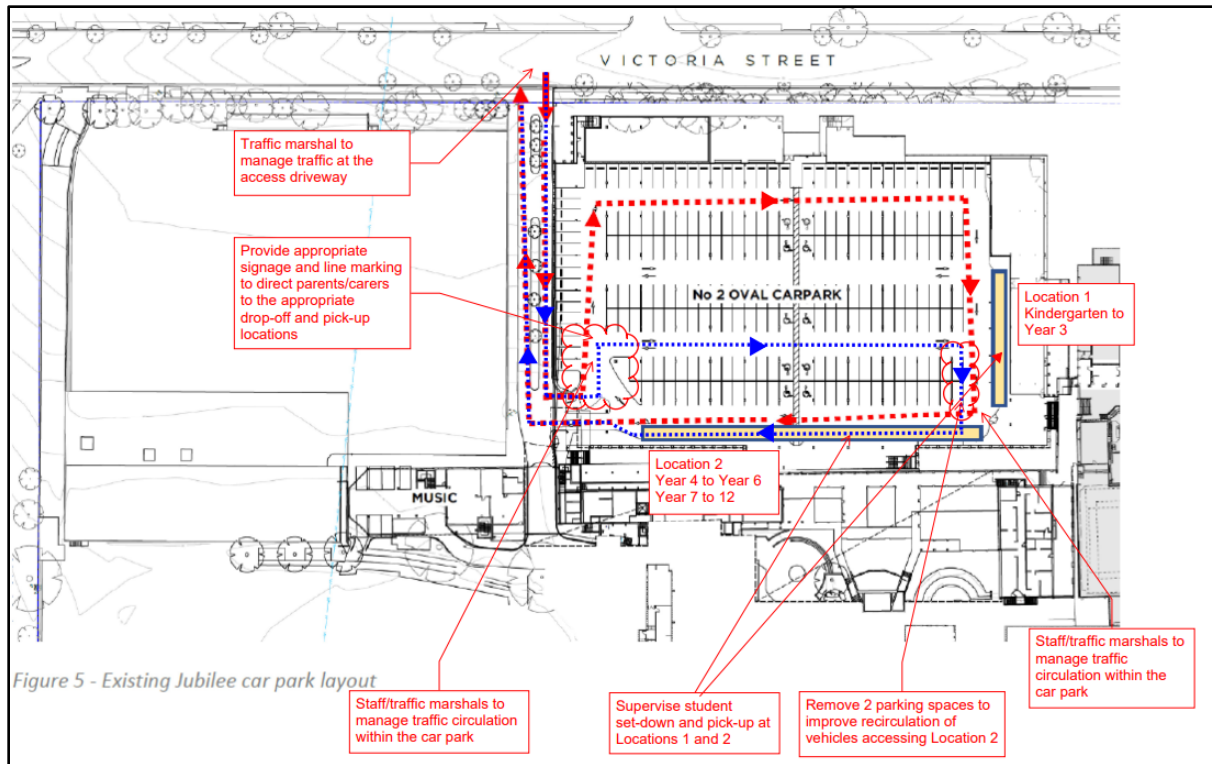 VICTORIA STREET
Traffic marshal to
manage traffic at the
access driveway
Provide appropriate
signage and line marking
to direct parents/carers
to the appropriate
drop-off and pick-up
locations
No 2 OVAL CARPARK
Location 1
Kindergarten to
Year 3
Location 2
Year 4 to Year 6
Year 7 to 12
MUSIC
Figure 5 - Existing Jubilee car park layout
Staff/traffic marshals to
manage traffic circulation
within the car park
Supervise student
set-down and pick-up at
Locations 1 and 2
Remove 2 parking spaces to
improve recirculation of
vehicles accessing Location 2
Staff/traffic marshals to
manage traffic
circulation within the
car park